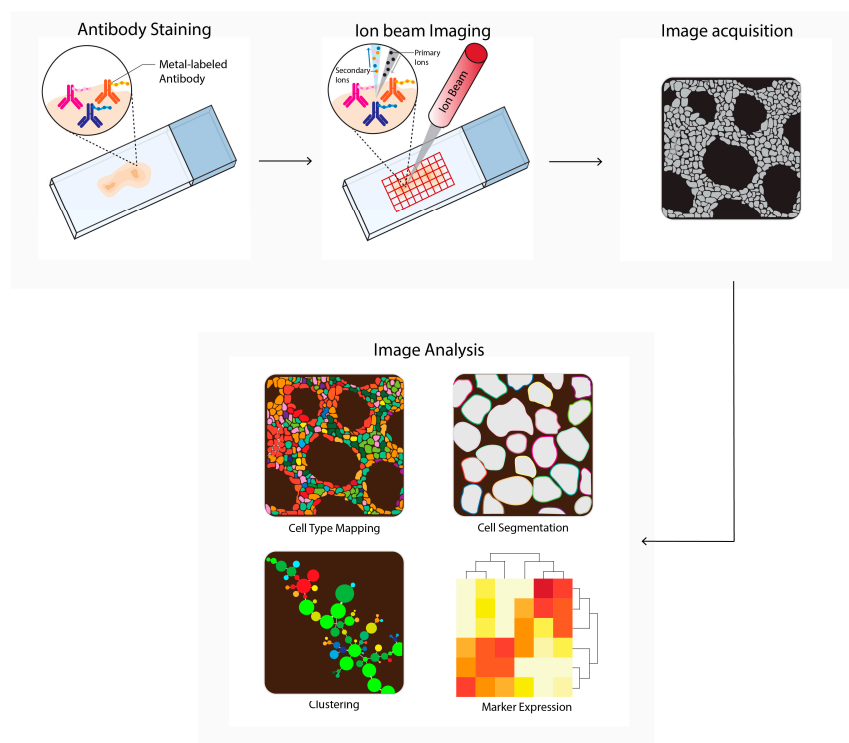 Antibody Staining
Metal-labeled
Antibody
Ion beam Imaging
Primary
Ions
Secondary
Ions
Ion Beam
Image acquisition
Image Analysis
Cell Type Mapping
Cell Segmentation
Clustering
Marker Expression